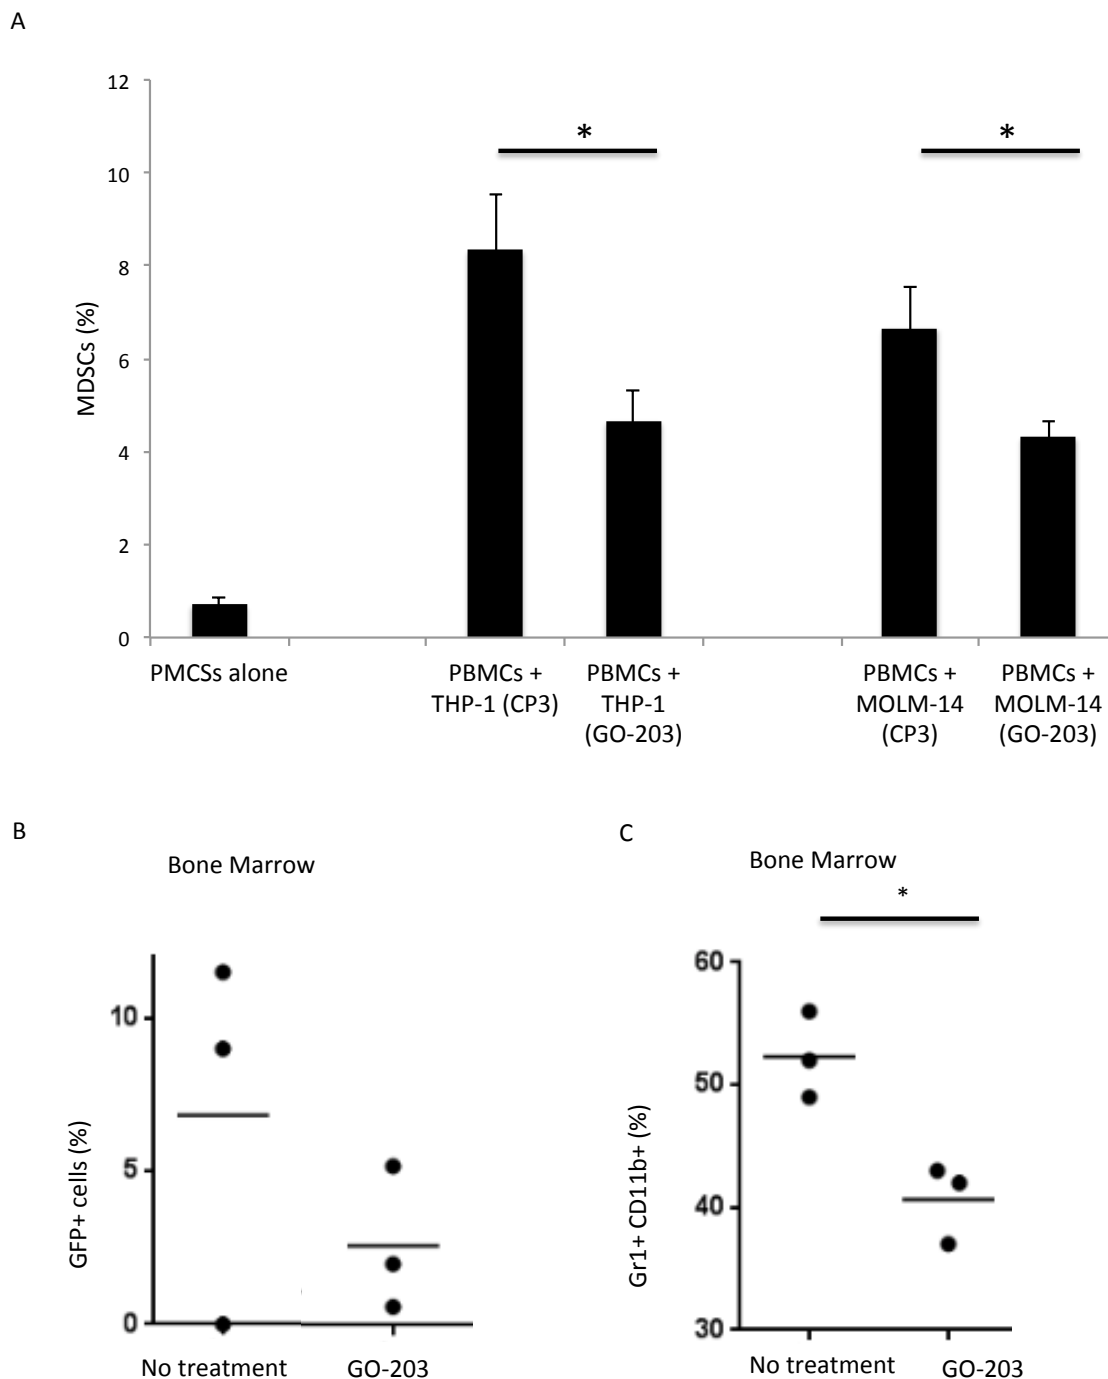 A
12
10
8
6
4
2
0
MDSCs (%)
*
*
PMCSs alone
PBMCs +
THP-1 (CP3)
PBMCs +
THP-1
(GO-203)
PBMCs +
MOLM-14
(CP3)
PBMCs +
MOLM-14
(GO-203)
B
Bone Marrow
10
5
0
GFP+ cells (%)
No treatment
GO-203
C
Bone Marrow
*
60
50
40
30
Gr1+ CD11b+ (%)
No treatment
GO-203